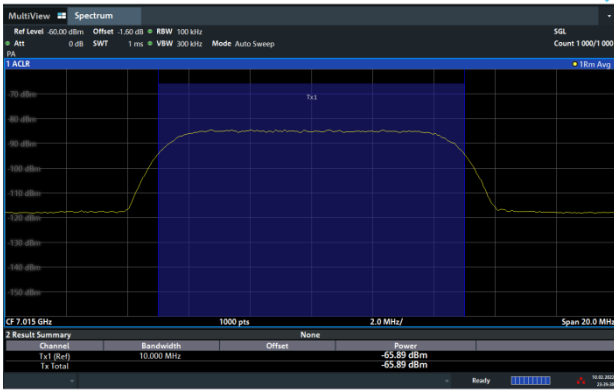 MultiView Spectrum
Ref Level -60.00 dBm Offset -1.60 dB RBW 100 kHz SGL
Att 0 dB SWT 1 ms VBW 300 kHz Mode Auto Sweep Count 1000/1000
PA
1 ACLR 1Rm Avg
Tx1
-70 dBm
-80 dBm
-90 dBm
-100 dBm
-110 dBm
-120 dBm
-130 dBm
-140 dBm
-150 dBm
CF 7.015 GHz 1000 pts 2.0 MHz/ Span 20.0 MHz
2 Result Summary None
Channel Bandwidth Offset Power
Tx1 (Ref) 10.000 MHz -65.89 dBm
Tx Total -65.89 dBm
Ready